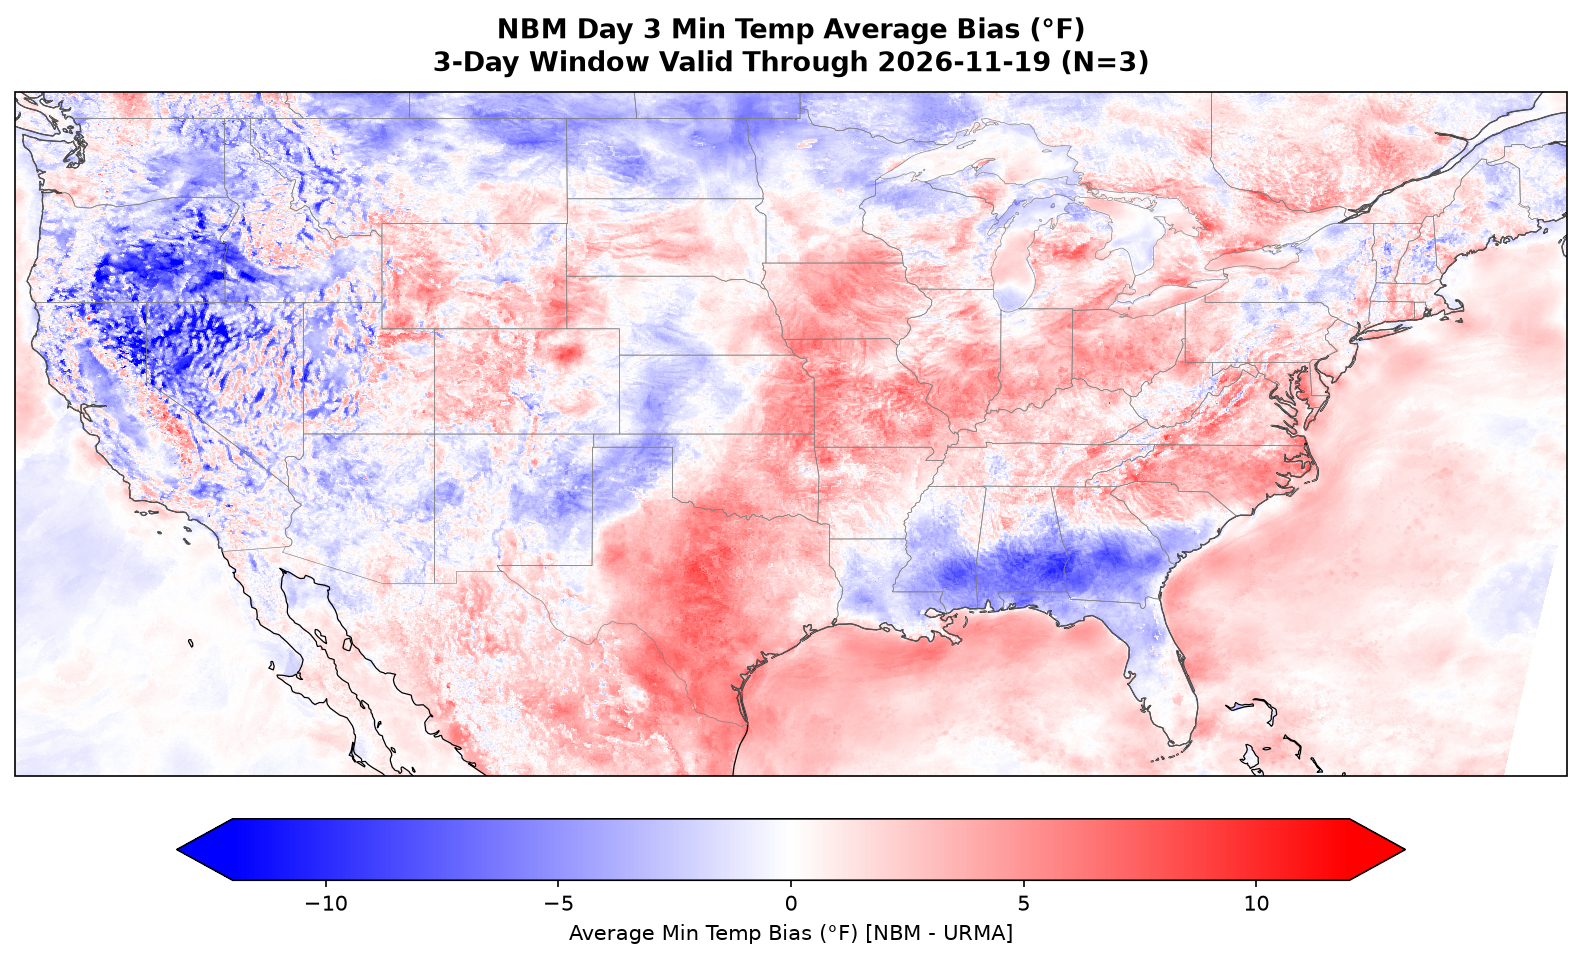 NBM Day 3 Min Temp Average Bias (°F)
3-Day Window Valid Through 2026-11-19 (N=3)
−10 −5 0 5 10
Average Min Temp Bias (°F) [NBM - URMA]